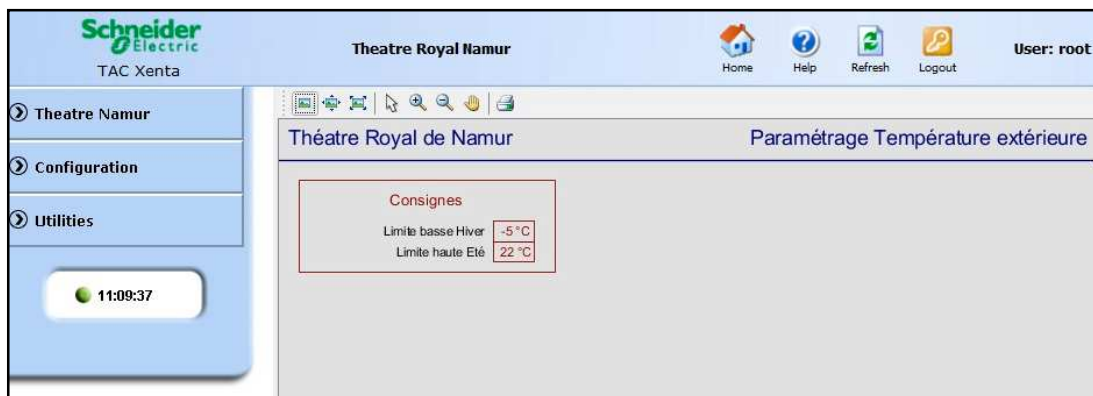 Schneider
Electric
TAC Xenta
Theatre Royal Namur
Home
Help
Refresh
Logout
User: root
Theatre Namur
Configuration
Utilities
11:09:37
Théatre Royal de Namur
Paramétrage Température extérieure
Consignes
Limite basse Hiver -5 °C
Limite haute Eté 22 °C